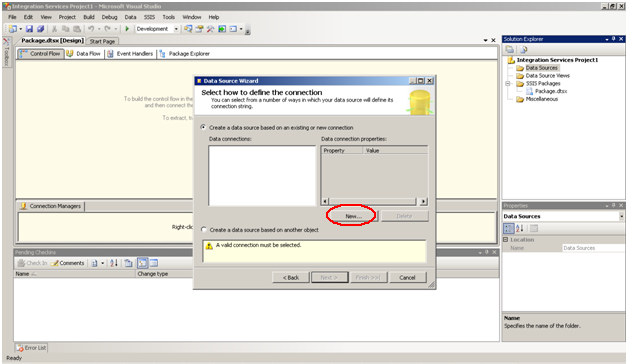 Integration Services Project1 - Microsoft Visual Studio
File Edit View Project Build Debug Data SSIS Tools Window Help
Development
Package.dtsx [Design] Start Page
Control Flow Data Flow Event Handlers Package Explorer
Toolbox
To build the control flow in the
and then connect the
To extract, tr
Connection Managers
Right-clic
Data Source Wizard
Select how to define the connection
You can select from a number of ways in which your data source will define its
connection string.
Create a data source based on an existing or new connection
Data connections: Data connection properties:
Property Value
New... Delete
Create a data source based on another object
A valid connection must be selected.
< Back Next > Finish >>| Cancel
Pending Checkins
Check In Comments
Name Change type
Error List
Ready
Solution Explorer
Integration Services Project1
Data Sources
Data Source Views
SSIS Packages
Package.dtsx
Miscellaneous
Properties
Data Sources
Location
Name Data Sources
Name
Specifies the name of the folder.